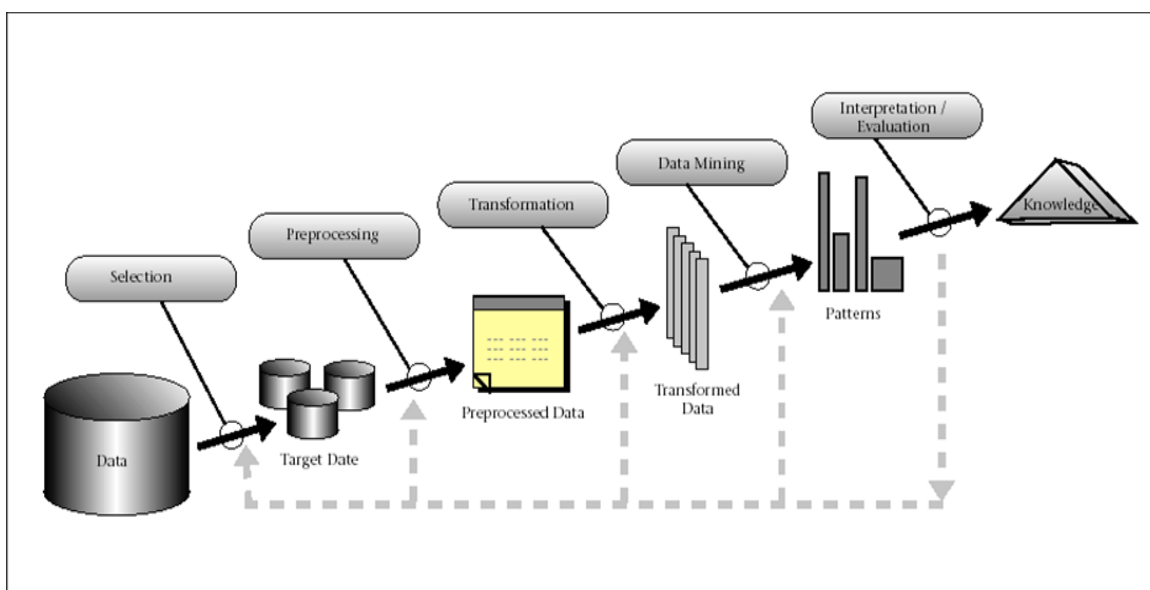 Interpretation /
Evaluation
Data Mining
Transformation
Preprocessing
Selection
Data
Target Date
Preprocessed Data
Transformed
Data
Patterns
Knowledge